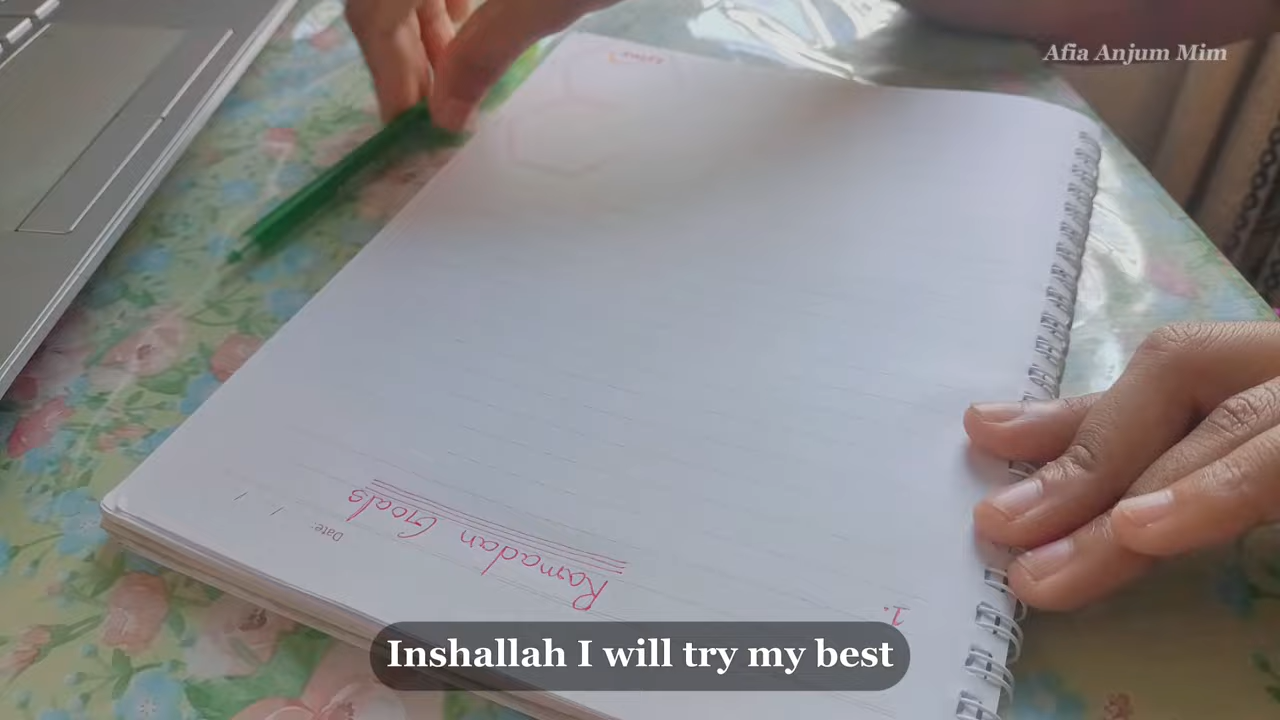 Afia Anjum Mim
Date:
Ramadan Goals
1.
Inshallah I will try my best